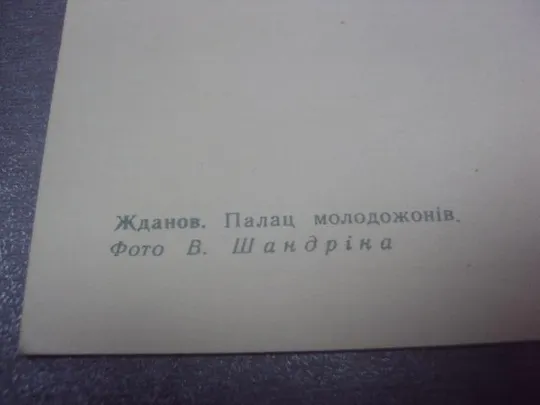 Жданов. Палац молодожонів.
Фото В. Шандріна